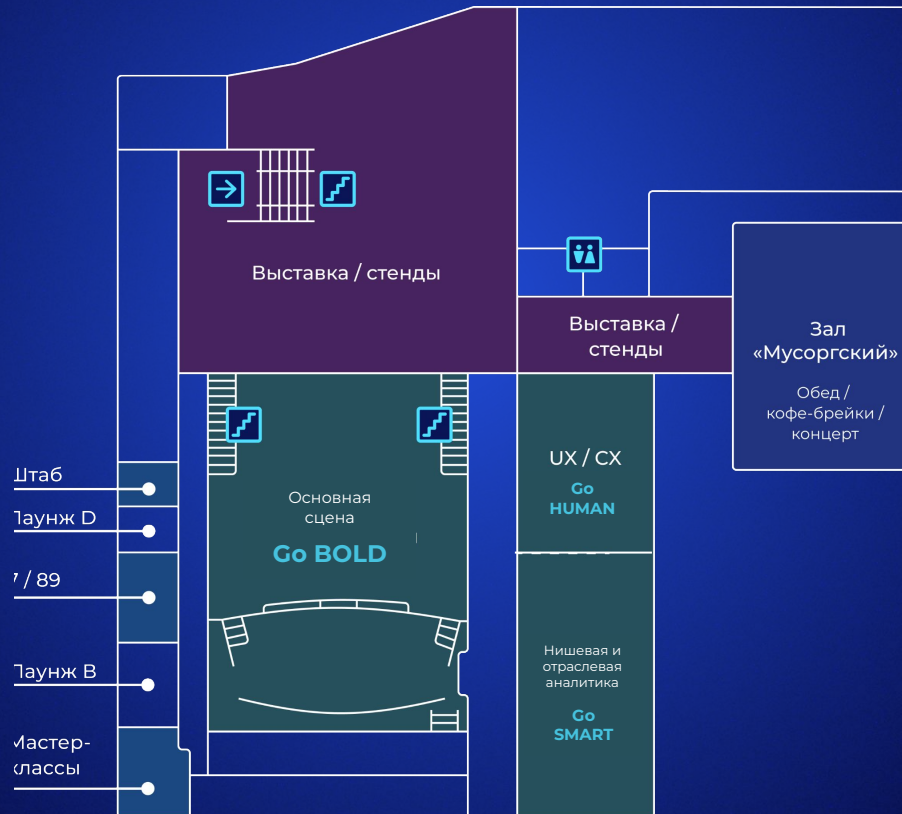 Выставка / стенды
Выставка /
стенды
Зал
«Мусоргский»
Обед /
кофе-брейки /
концерт
UX / CX
Go
HUMAN
Основная
сцена
Go BOLD
Нишевая и
отраслевая
аналитика
Go
SMART
Штаб
Лаунж D
7 / 89
Лаунж B
Мастер-
классы